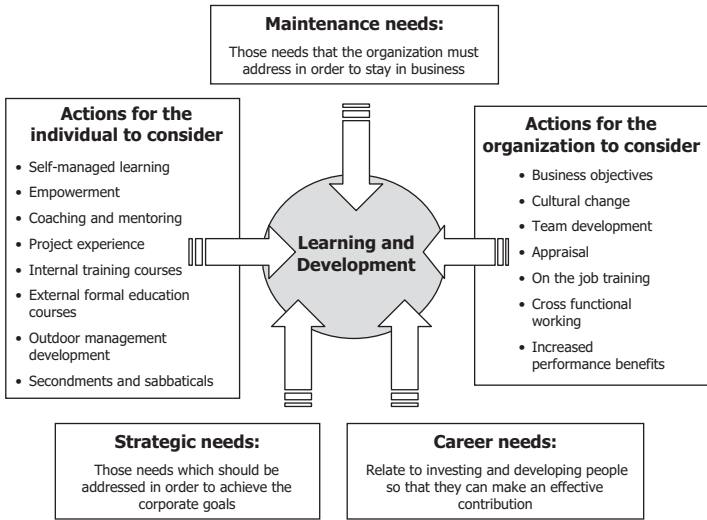 Maintenance needs:
Those needs that the organization must
address in order to stay in business
Actions for the
individual to consider
• Self-managed learning
• Empowerment
• Coaching and mentoring
• Project experience
• Internal training courses
• External formal education
courses
• Outdoor management
development
• Secondments and sabbaticals
Learning and
Development
Actions for the
organization to consider
• Business objectives
• Cultural change
• Team development
• Appraisal
• On the job training
• Cross functional
working
• Increased
performance benefits
Strategic needs:
Those needs which should be
addressed in order to achieve the
corporate goals
Career needs:
Relate to investing and developing people
so that they can make an effective
contribution